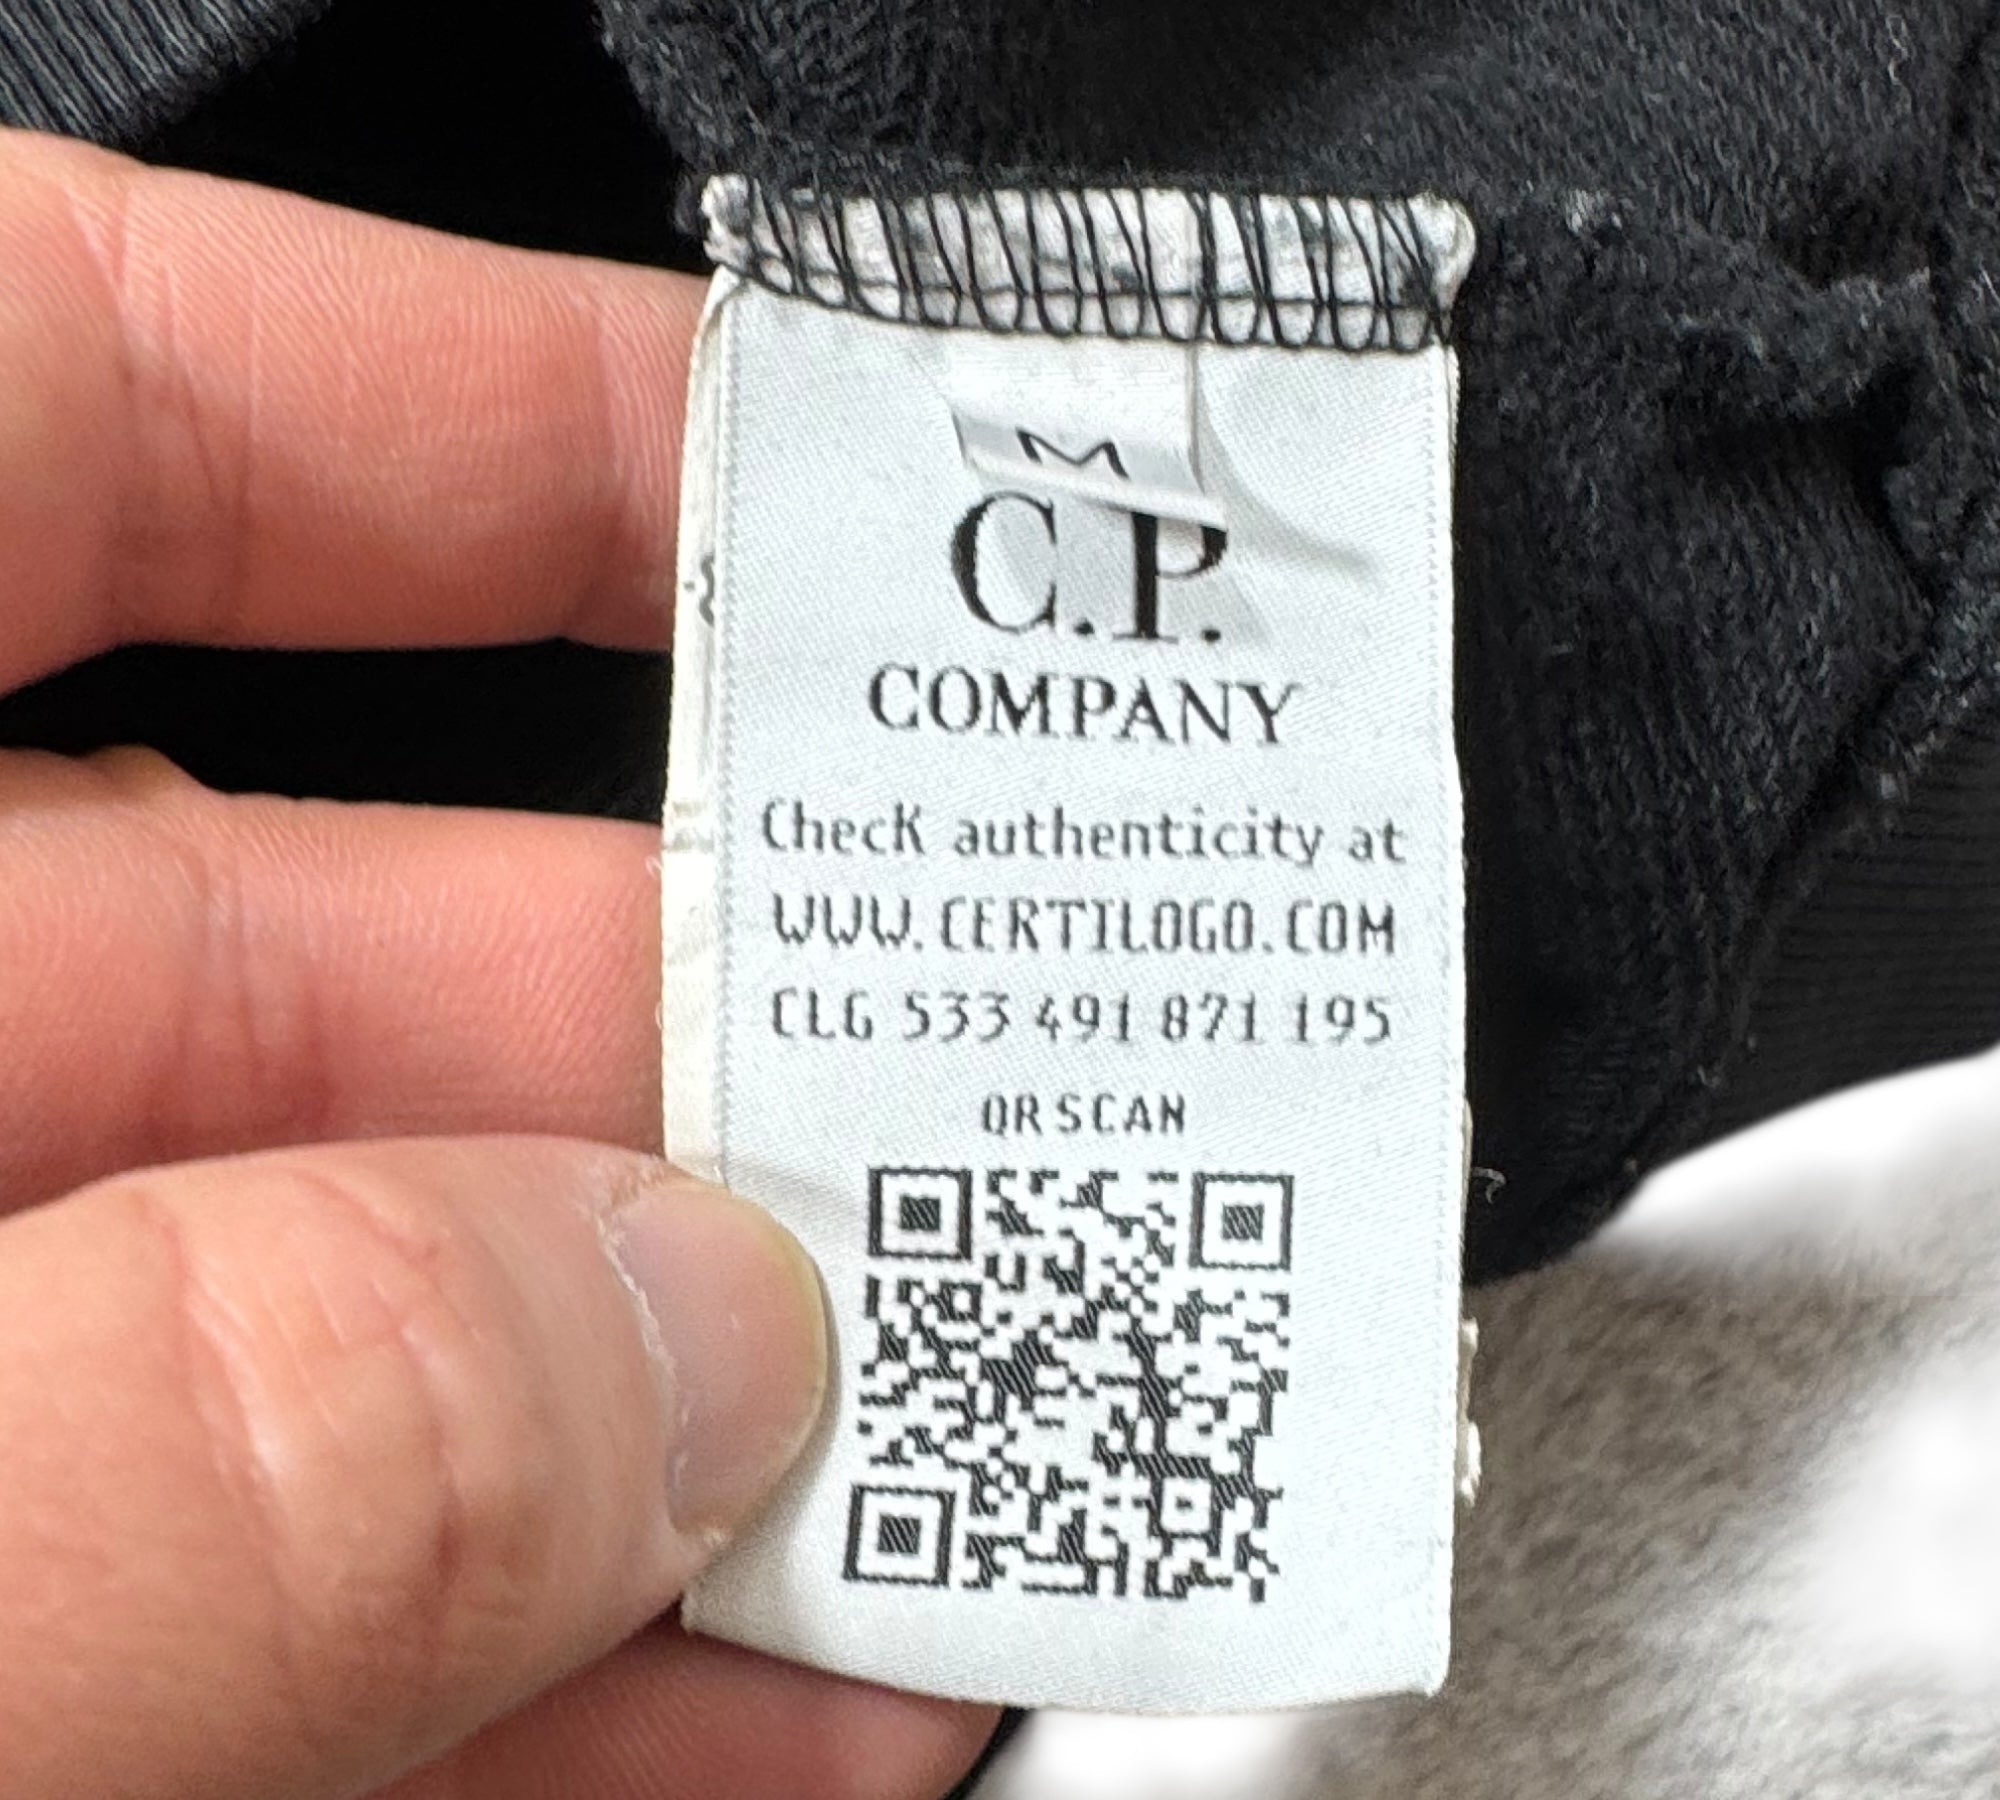 M
C.P.
COMPANY
Check authenticity at
WWW.CERTILOGO.COM
CLG 533 491 871 195
QR SCAN